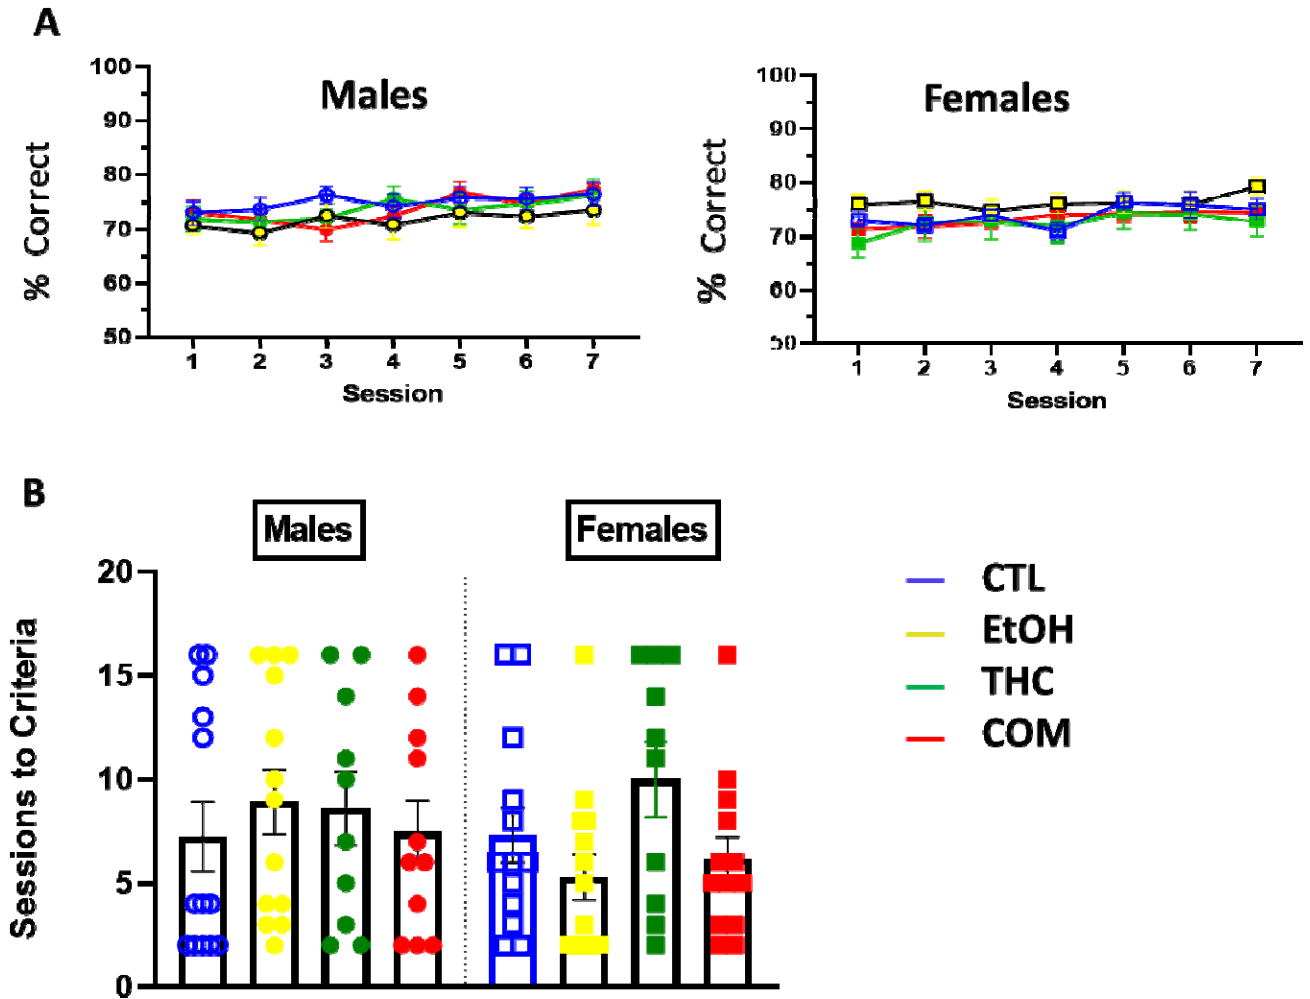 A
Males
% Correct
100
90
80
70
60
50
1 2 3 4 5 6 7
Session
Females
% Correct
100
90
80
70
60
50
1 2 3 4 5 6 7
Session
B
Males
Females
Sessions to Criteria
20
15
10
5
0
CTL
EtOH
THC
COM